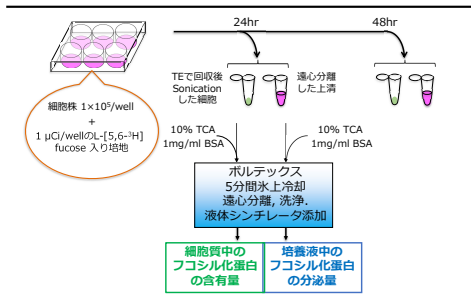 24hr
48hr
TEで回収後
Sonication
した細胞
遠心分離
した上清
細胞株 1×10⁵/well
+
1 μCi/wellのL-[5,6-³H]
fucose 入り培地
10% TCA
1mg/ml BSA
10% TCA
1mg/ml BSA
ボルテックス
5分間氷上冷却
遠心分離, 洗浄.
液体シンチレータ添加
細胞質中の
フコシル化蛋白
の含有量
培養液中の
フコシル化蛋白
の分泌量